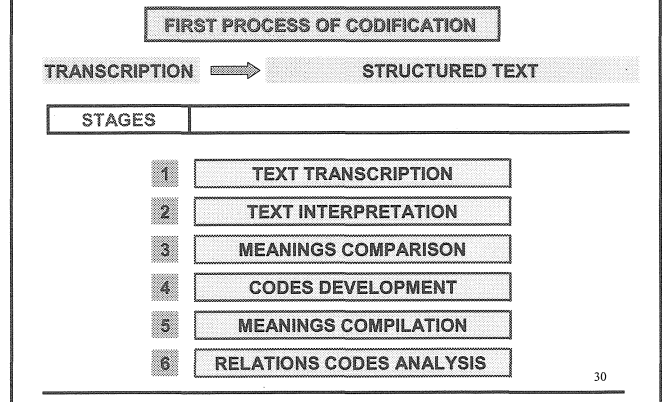 FIRST PROCESS OF CODIFICATION
TRANSCRIPTION STRUCTURED TEXT
STAGES
1 TEXT TRANSCRIPTION
2 TEXT INTERPRETATION
3 MEANINGS COMPARISON
4 CODES DEVELOPMENT
5 MEANINGS COMPILATION
6 RELATIONS CODES ANALYSIS
30